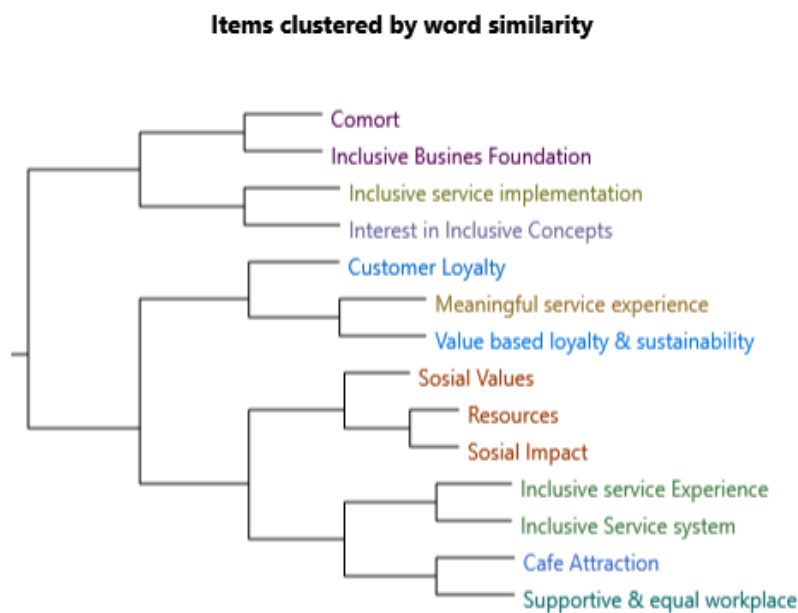 Items clustered by word similarity
Comort
Inclusive Busines Foundation
Inclusive service implementation
Interest in Inclusive Concepts
Customer Loyalty
Meaningful service experience
Value based loyalty & sustainability
Sosial Values
Resources
Sosial Impact
Inclusive service Experience
Inclusive Service system
Cafe Attraction
Supportive & equal workplace